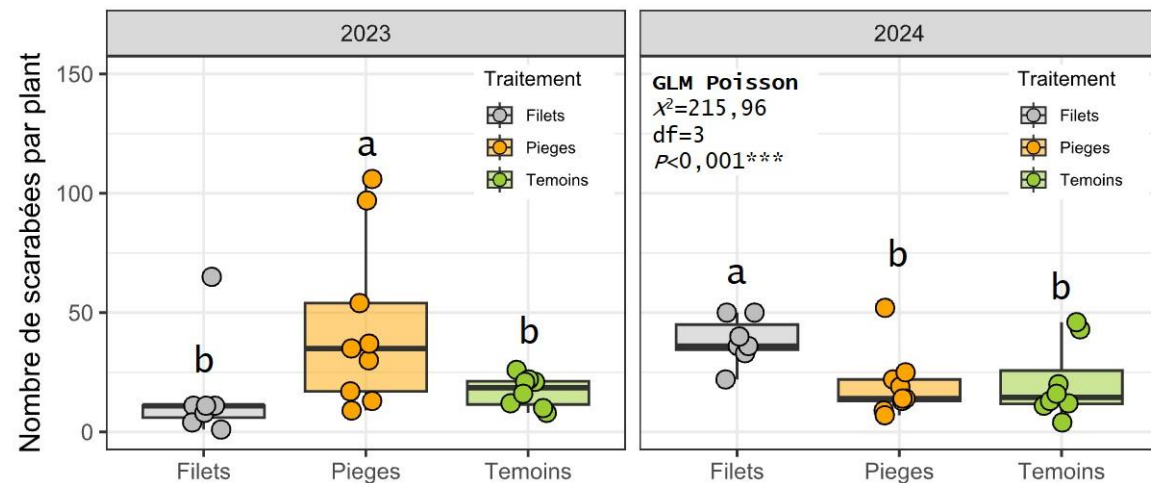 Nombre de scarabées par plant
2023
150
100
50
0
Traitement
Filets
Pieges
Temoins
b
a
b
Filets
Pieges
Temoins
2024
GLM Poisson
X²=215,96
df=3
P<0,001***
Traitement
Filets
Pieges
Temoins
a
b
b
Filets
Pieges
Temoins